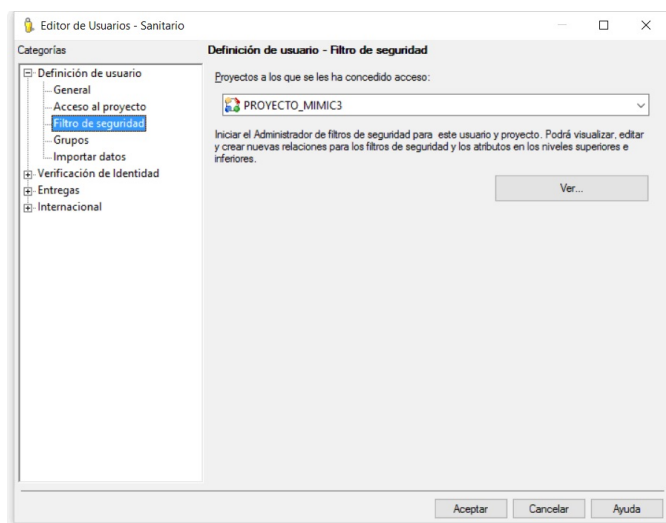 Editor de Usuarios - Sanitario
Categorías
Definición de usuario
General
Acceso al proyecto
Filtro de seguridad
Grupos
Importar datos
Verificación de Identidad
Entregas
Internacional
Definición de usuario - Filtro de seguridad
Proyectos a los que se les ha concedido acceso:
PROYECTO_MIMIC3
Iniciar el Administrador de filtros de seguridad para este usuario y proyecto. Podrá visualizar, editar
y crear nuevas relaciones para los filtros de seguridad y los atributos en los niveles superiores e
inferiores.
Ver...
Aceptar
Cancelar
Ayuda